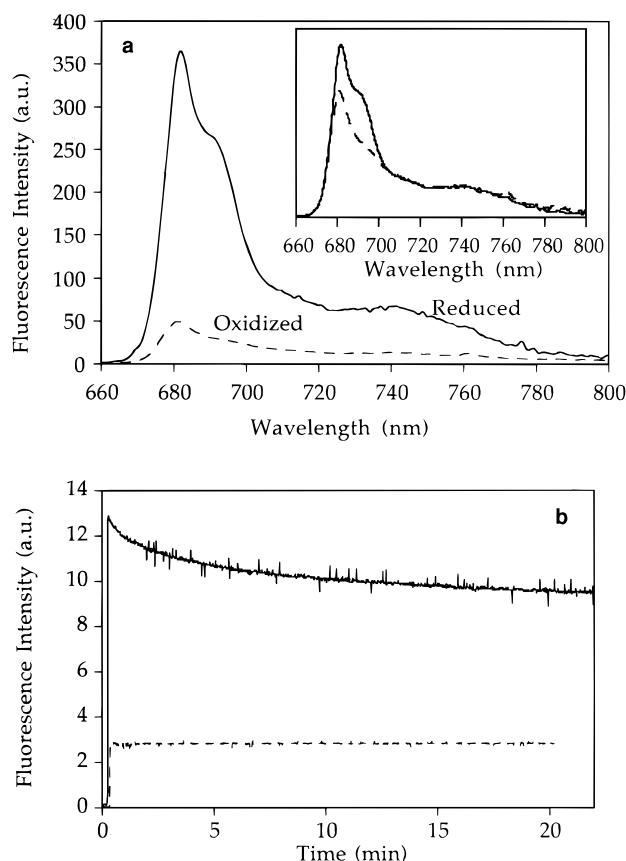 a
400
350
300
250
200
150
100
50
0
Fluorescence Intensity (a.u.)
Oxidized
Reduced
660 680 700 720 740 760 780 800
Wavelength (nm)
660 680 700 720 740 760 780 800
Wavelength (nm)
b
14
12
10
8
6
4
2
0
Fluorescence Intensity (a.u.)
0 5 10 15 20
Time (min)